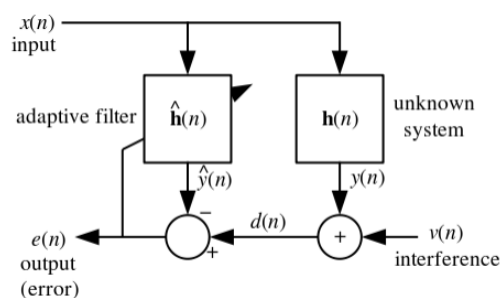 x(n)
input
adaptive filter
ĥ(n)
h(n)
unknown
system
ŷ(n)
y(n)
−
d(n)
+
+
e(n)
output
(error)
v(n)
interference